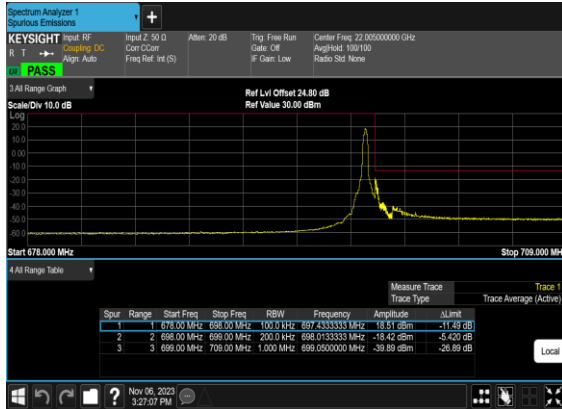 Spectrum Analyzer 1
Spurious Emissions
KEYSIGHT Input: RF Input Z: 50 Ω Atten: 20 dB Trig: Free Run Center Freq: 22.005000000 GHz
R T Coupling: DC Corr CCorr Gate: Off Avg|Hold: 100/100
Align: Auto Freq Ref: Int (S) IF Gain: Low Radio Std: None
PASS
3 All Range Graph
Ref Lvl Offset 24.80 dB
Scale/Div 10.0 dB Ref Value 30.00 dBm
Log
20.0
10.0
0.00
-10.0
-20.0
-30.0
-40.0
-50.0
-60.0
Start 678.000 MHz Stop 709.000 MH
4 All Range Table
Measure Trace Trace 1
Trace Type Trace Average (Active)
Spur Range Start Freq Stop Freq RBW Frequency Amplitude ΔLimit
1 1 678.00 MHz 698.00 MHz 100.0 kHz 697.4333333 MHz 18.51 dBm -11.49 dB
2 2 698.00 MHz 699.00 MHz 200.0 kHz 698.0133333 MHz -18.42 dBm -5.420 dB
3 3 699.00 MHz 709.00 MHz 1.000 MHz 699.0500000 MHz -39.89 dBm -26.89 dB
Local
Nov 06, 2023
3:27:07 PM